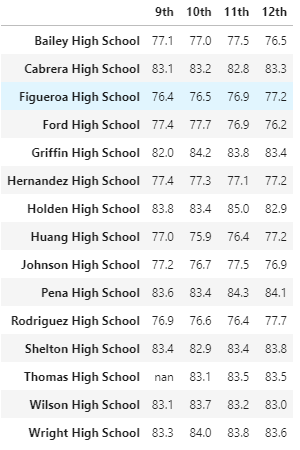 9th 10th 11th 12th
Bailey High School 77.1 77.0 77.5 76.5
Cabrera High School 83.1 83.2 82.8 83.3
Figueroa High School 76.4 76.5 76.9 77.2
Ford High School 77.4 77.7 76.9 76.2
Griffin High School 82.0 84.2 83.8 83.4
Hernandez High School 77.4 77.3 77.1 77.2
Holden High School 83.8 83.4 85.0 82.9
Huang High School 77.0 75.9 76.4 77.2
Johnson High School 77.2 76.7 77.5 76.9
Pena High School 83.6 83.4 84.3 84.1
Rodriguez High School 76.9 76.6 76.4 77.7
Shelton High School 83.4 82.9 83.4 83.8
Thomas High School nan 83.1 83.5 83.5
Wilson High School 83.1 83.7 83.2 83.0
Wright High School 83.3 84.0 83.8 83.6